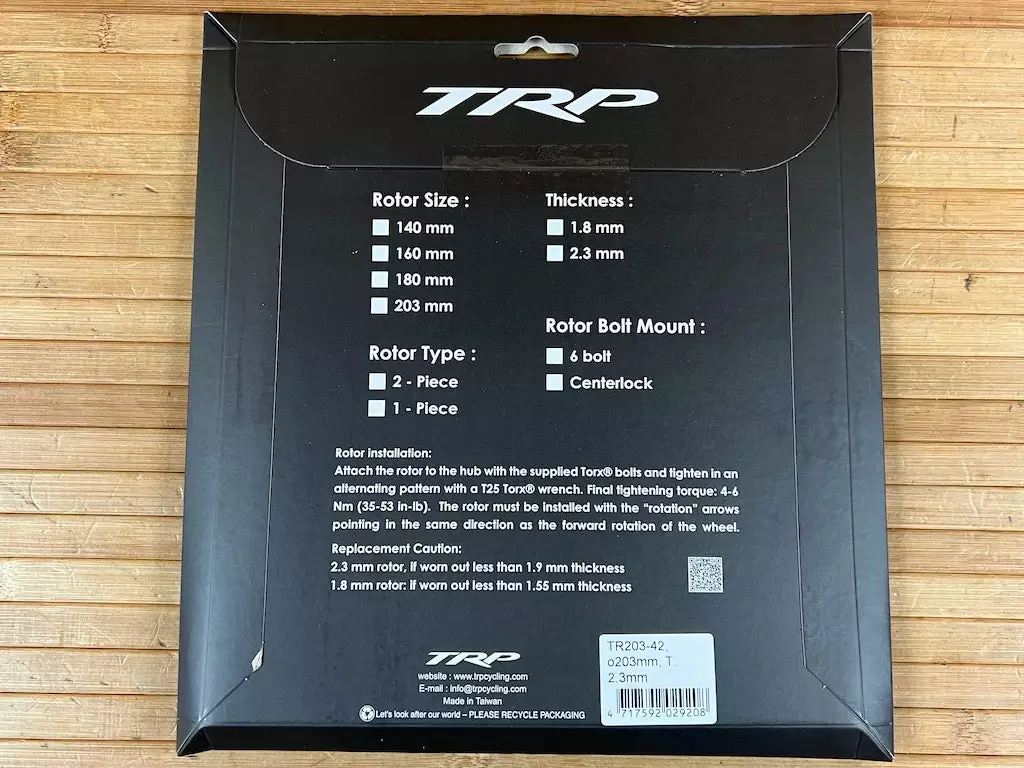 TRP
Rotor Size :
140 mm
160 mm
180 mm
203 mm
Thickness :
1.8 mm
2.3 mm
Rotor Bolt Mount :
6 bolt
Centerlock
Rotor Type :
2 - Piece
1 - Piece
Rotor installation:
Attach the rotor to the hub with the supplied Torx® bolts and tighten in an
alternating pattern with a T25 Torx® wrench. Final tightening torque: 4-6
Nm (35-53 in-lb). The rotor must be installed with the “rotation” arrows
pointing in the same direction as the forward rotation of the wheel.
Replacement Caution:
2.3 mm rotor, if worn out less than 1.9 mm thickness
1.8 mm rotor: if worn out less than 1.55 mm thickness
TRP
website : www.trpcycling.com
E-mail : info@trpcycling.com
Made in Taiwan
Let's look after our world – PLEASE RECYCLE PACKAGING
TR203-42,
o203mm, T.
2.3mm
4 717592 029208